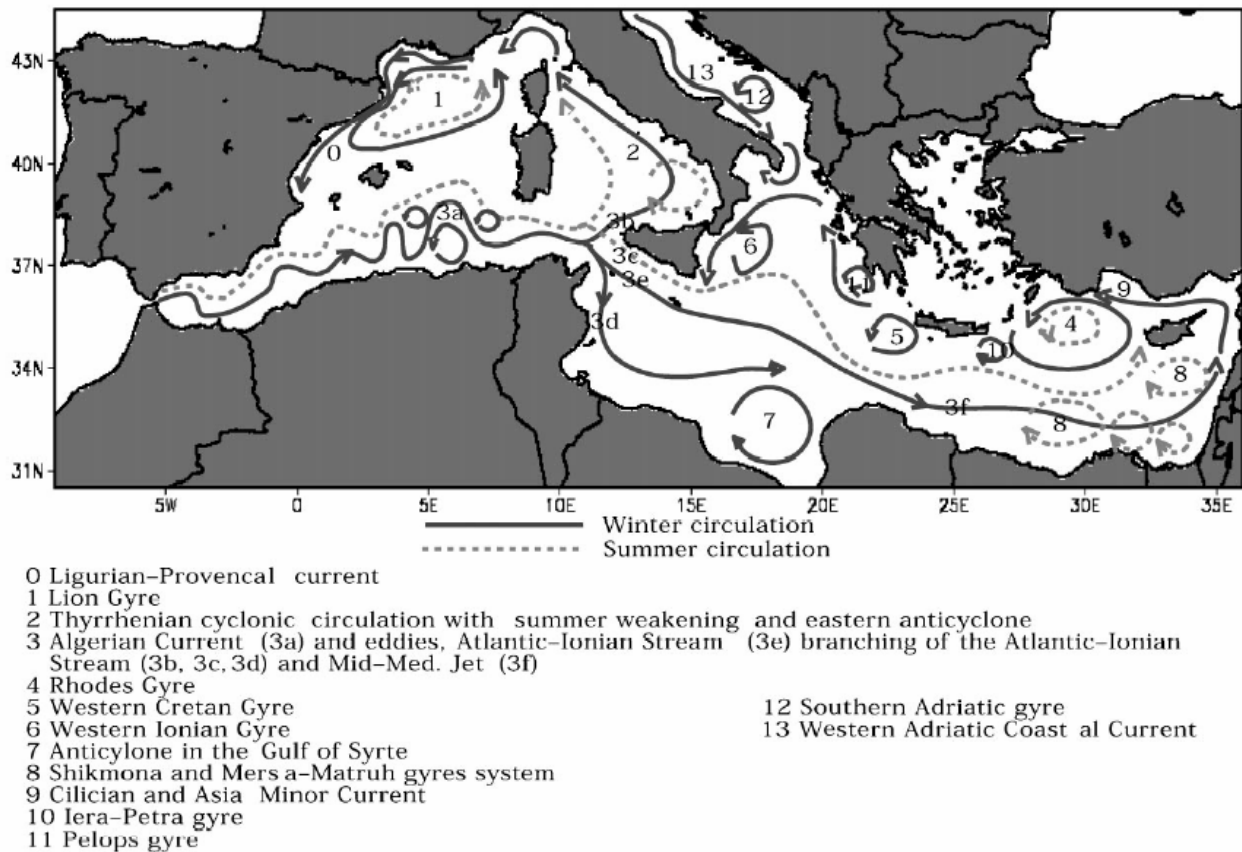 43N
13
12
1
2
0
40N
3a
3b
6
3c
37N
3e
11
9
3d
5
4
10
34N
8
3f
7
8
31N
5W 0 5E 10E 15E 20E 25E 30E 35E
Winter circulation
Summer circulation
0 Ligurian-Provencal current
1 Lion Gyre
2 Thyrrhenian cyclonic circulation with summer weakening and eastern anticyclone
3 Algerian Current (3a) and eddies, Atlantic-Ionian Stream (3e) branching of the Atlantic-Ionian
Stream (3b, 3c, 3d) and Mid-Med. Jet (3f)
4 Rhodes Gyre
5 Western Cretan Gyre
6 Western Ionian Gyre
7 Anticylone in the Gulf of Syrte
8 Shikmona and Mers a-Matruh gyres system
9 Cilician and Asia Minor Current
10 Iera-Petra gyre
11 Pelops gyre
12 Southern Adriatic gyre
13 Western Adriatic Coast al Current